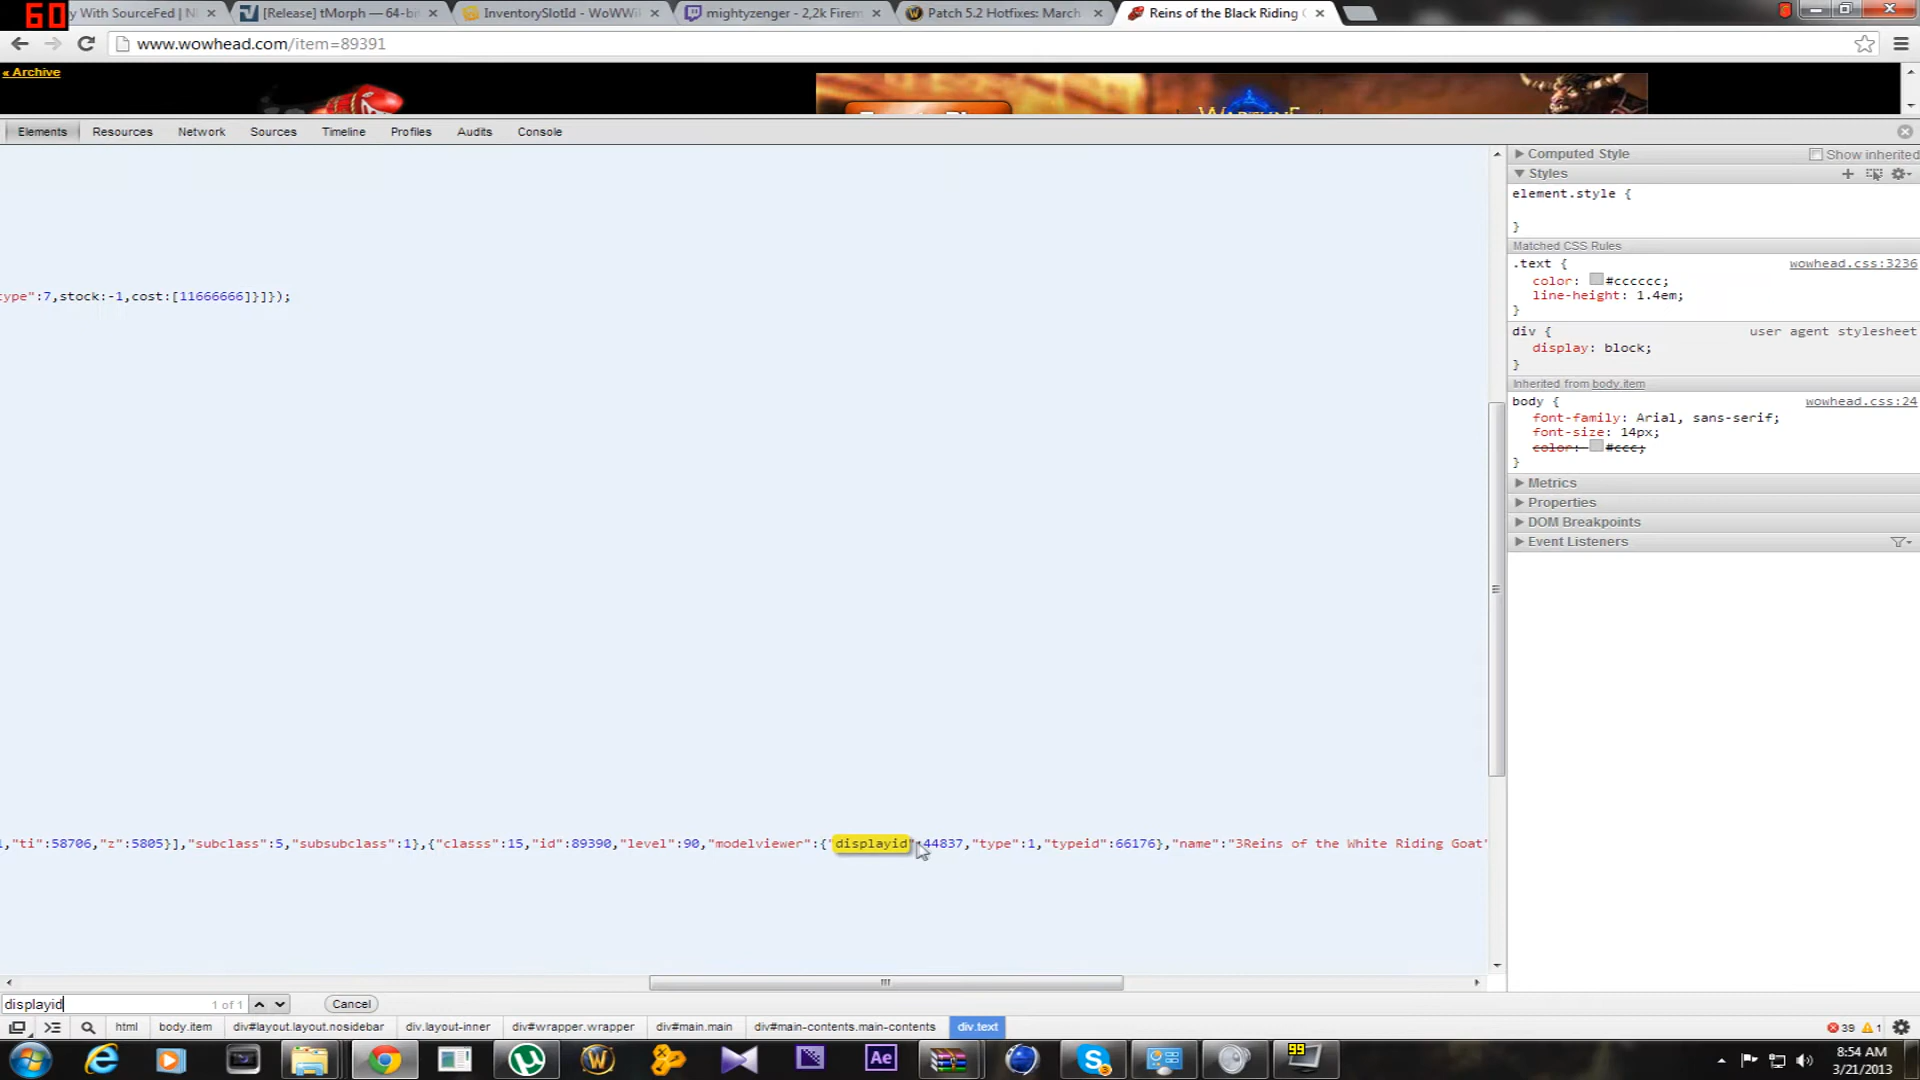 60
y With SourceFed | N
[Release] tMorph — 64-b
InventorySlotId - WoWWi
mightyzenger - 2,2k Firem
Patch 5.2 Hotfixes: March
Reins of the Black Riding
www.wowhead.com/item=89391
« Archive
Elements
Resources
Network
Sources
Timeline
Profiles
Audits
Console
Computed Style
Show inherited
Styles
element.style {
}
Matched CSS Rules
.text {
wowhead.css:3236
color: #cccccc;
line-height: 1.4em;
}
div {
user agent stylesheet
display: block;
}
Inherited from body.item
body {
wowhead.css:24
font-family: Arial, sans-serif;
font-size: 14px;
color: #ccc;
}
Metrics
Properties
DOM Breakpoints
Event Listeners
ype":7,stock:-1,cost:[11666666]}]});
,"ti":58706,"z":5805}],"subclass":5,"subsubclass":1},{"classs":15,"id":89390,"level":90,"modelviewer":{"displayid":44837,"type":1,"typeid":66176},"name":"3Reins of the White Riding Goat"
displayid
1 of 1
Cancel
html
body.item
div#layout.layout.nosidebar
div.layout-inner
div#wrapper.wrapper
div#main.main
div#main-contents.main-contents
div.text
39
1
Ae
99
8:54 AM
3/21/2013